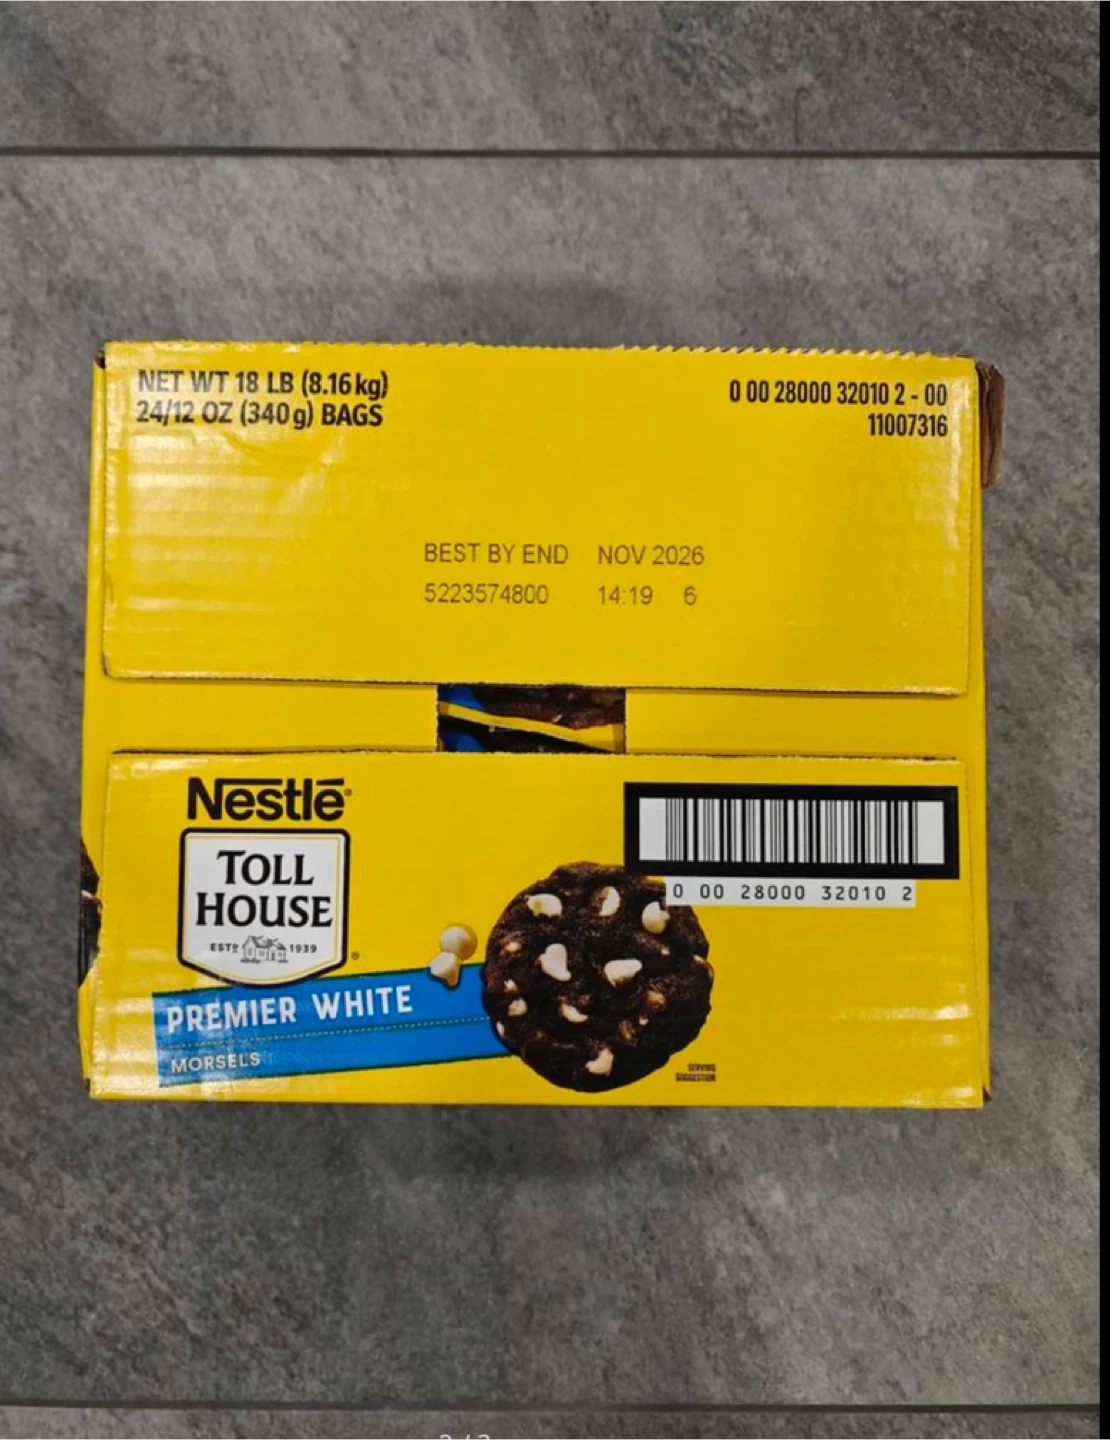 NET WT 18 LB (8.16 kg)
24/12 OZ (340 g) BAGS
0 00 28000 32010 2 - 00
11007316
BEST BY END NOV 2026
5223574800 14:19 6
Nestlé®
TOLL
HOUSE®
ESTD 1939
PREMIER WHITE
MORSELS
0 00 28000 32010 2
SERVING
SUGGESTION